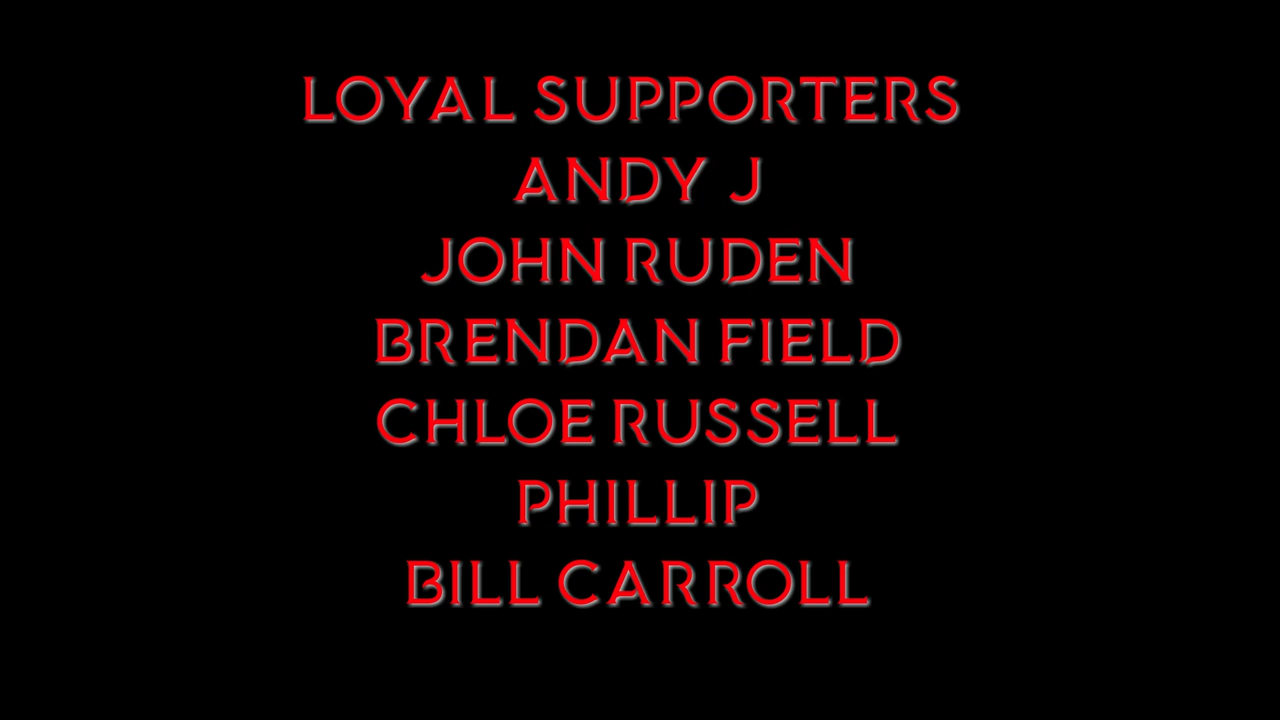 LOYAL SUPPORTERS
ANDY J
JOHN RUDEN
BRENDAN FIELD
CHLOE RUSSELL
PHILLIP
BILL CARROLL